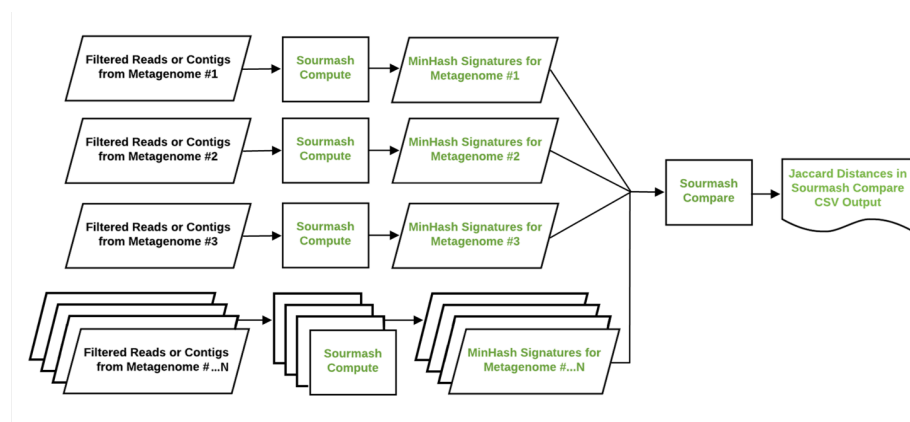 Filtered Reads or Contigs
from Metagenome #1
Sourmash
Compute
MinHash Signatures for
Metagenome #1
Filtered Reads or Contigs
from Metagenome #2
Sourmash
Compute
MinHash Signatures for
Metagenome #2
Sourmash
Compare
Jaccard Distances in
Sourmash Compare
CSV Output
Filtered Reads or Contigs
from Metagenome #3
Sourmash
Compute
MinHash Signatures for
Metagenome #3
Filtered Reads or Contigs
from Metagenome #...N
Sourmash
Compute
MinHash Signatures for
Metagenome #...N